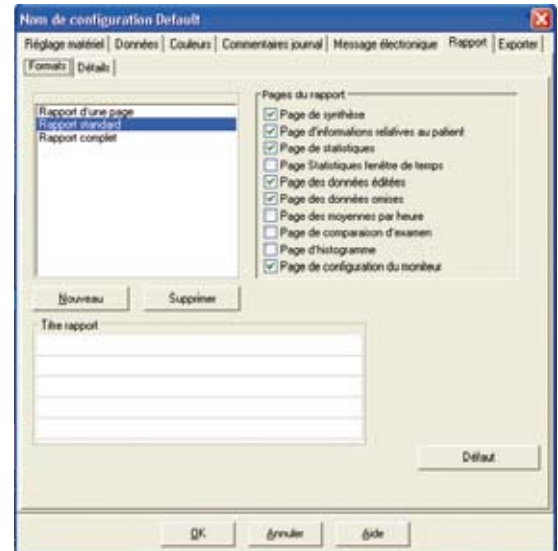 Nom de configuration Default
Réglage matériel Données Couleurs Commentaires journal Message électronique Rapport Exporter
Formats Détails
Pages du rapport
Rapport d'une page
Rapport standard
Rapport complet
Page de synthèse
Page d'informations relatives au patient
Page de statistiques
Page Statistiques fenêtre de temps
Page des données éditées
Page des données omises
Page des moyennes par heure
Page de comparaison d'examen
Page d'histogramme
Page de configuration du moniteur
Nouveau Supprimer
Titre rapport
Défaut
OK Annuler Aide